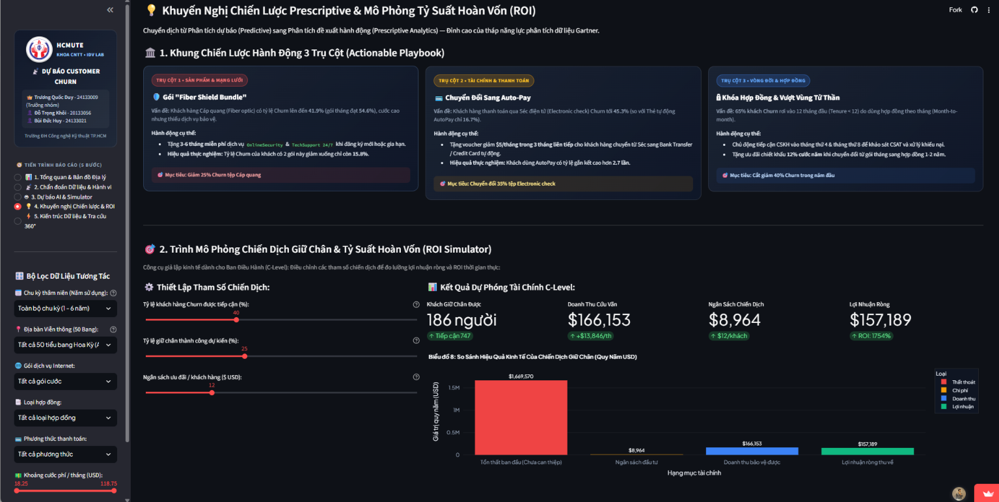 Fork
HCMUTE
KHOA CNTT • IDV LAB
DỰ BÁO CUSTOMER
CHURN
Trương Quốc Duy - 24133009
(Trưởng nhóm)
Đỗ Trọng Khôi - 20133056
Bùi Đức Huy - 24133021
Trường ĐH Công nghệ Kỹ thuật TP.HCM
TIẾN TRÌNH BÁO CÁO (5 BƯỚC)
1. Tổng quan & Bản đồ Địa lý
2. Chẩn đoán Dữ liệu & Hành vi
3. Dự báo AI & Simulator
4. Khuyến nghị Chiến lược & ROI
5. Kiến trúc Dữ liệu & Tra cứu
360°
Bộ Lọc Dữ Liệu Tương Tác
Chu kỳ thâm niên (Năm sử dụng):
Toàn bộ chu kỳ (1 – 6 năm)
Địa bàn Viễn thông (50 Bang):
Tất cả 50 tiểu bang Hoa Kỳ (A
Gói dịch vụ Internet:
Tất cả gói cước
Loại hợp đồng:
Tất cả loại hợp đồng
Phương thức thanh toán:
Tất cả phương thức
Khoảng cước phí / tháng (USD):
18.25 118.75
Khuyến Nghị Chiến Lược Prescriptive & Mô Phỏng Tỷ Suất Hoàn Vốn (ROI)
Chuyển dịch từ Phân tích dự báo (Predictive) sang Phân tích đề xuất hành động (Prescriptive Analytics) — Đỉnh cao của tháp năng lực phân tích dữ liệu Gartner.
1. Khung Chiến Lược Hành Động 3 Trụ Cột (Actionable Playbook)
TRỤ CỘT 1 • SẢN PHẨM & MẠNG LƯỚI
Gói "Fiber Shield Bundle"
Vấn đề: Khách hàng Cáp quang (Fiber optic) có tỷ lệ Churn lên đến 41.9% (gói tháng đạt 54.6%), cước cao
nhưng thiếu dịch vụ bảo vệ.
Hành động cụ thể:
• Tặng 3-6 tháng miễn phí dịch vụ OnlineSecurity & TechSupport 24/7 khi đăng ký mới hoặc gia hạn.
• Hiệu quả thực nghiệm: Tỷ lệ Churn của khách có 2 gói này giảm xuống chỉ còn 15.8%.
Mục tiêu: Giảm 25% Churn tệp Cáp quang
TRỤ CỘT 2 • TÀI CHÍNH & THANH TOÁN
Chuyển Đổi Sang Auto-Pay
Vấn đề: Khách hàng thanh toán qua Séc điện tử (Electronic check) Churn tới 45.3% (so với Thẻ tự động
AutoPay chỉ 16.7%).
Hành động cụ thể:
• Tặng voucher giảm $5/tháng trong 3 tháng liên tiếp cho khách hàng chuyển từ Séc sang Bank Transfer
/ Credit Card tự động.
• Hiệu quả thực nghiệm: Khách dùng AutoPay có tỷ lệ gắn kết cao hơn 2.7 lần.
Mục tiêu: Chuyển đổi 35% tệp Electronic check
TRỤ CỘT 3 • VÒNG ĐỜI & HỢP ĐỒNG
Khóa Hợp Đồng & Vượt Vùng Tử Thần
Vấn đề: 65% khách Churn rơi vào 12 tháng đầu (Tenure < 12) do dùng hợp đồng theo tháng (Month-to-
month).
Hành động cụ thể:
• Chủ động tiếp cận CSKH vào tháng thứ 4 & tháng thứ 8 để khảo sát CSAT và xử lý khiếu nại.
• Tặng ưu đãi chiết khấu 12% cước năm khi chuyển đổi từ gói tháng sang hợp đồng 1-2 năm.
Mục tiêu: Cắt giảm 40% Churn trong năm đầu
2. Trình Mô Phỏng Chiến Dịch Giữ Chân & Tỷ Suất Hoàn Vốn (ROI Simulator)
Công cụ giả lập kinh tế dành cho Ban Điều Hành (C-Level): Điều chỉnh các tham số chiến dịch để đo lường lợi nhuận ròng và ROI thời gian thực:
Thiết Lập Tham Số Chiến Dịch:
Tỷ lệ khách hàng Churn được tiếp cận (%):
40
Tỷ lệ giữ chân thành công dự kiến (%):
25
Ngân sách ưu đãi / khách hàng ($ USD):
12
Kết Quả Dự Phóng Tài Chính C-Level:
Khách Giữ Chân Được
186 người
↑ Tiếp cận 747
Doanh Thu Cứu Vãn
$166,153
↑ +$13,846/th
Ngân Sách Chiến Dịch
$8,964
↑ $12/khách
Lợi Nhuận Ròng
$157,189
↑ ROI: 1754%
Biểu đồ 8: So Sánh Hiệu Quả Kinh Tế Của Chiến Dịch Giữ Chân (Quy Năm USD)
Giá trị quy năm (USD)
1.5M
1M
0.5M
0
$1,669,570
$8,964
$166,153
$157,189
Tổn thất ban đầu (Chưa can thiệp)
Ngân sách đầu tư
Doanh thu bảo vệ được
Lợi nhuận ròng thu về
Hạng mục tài chính
Loại
Thất thoát
Chi phí
Doanh thu
Lợi nhuận